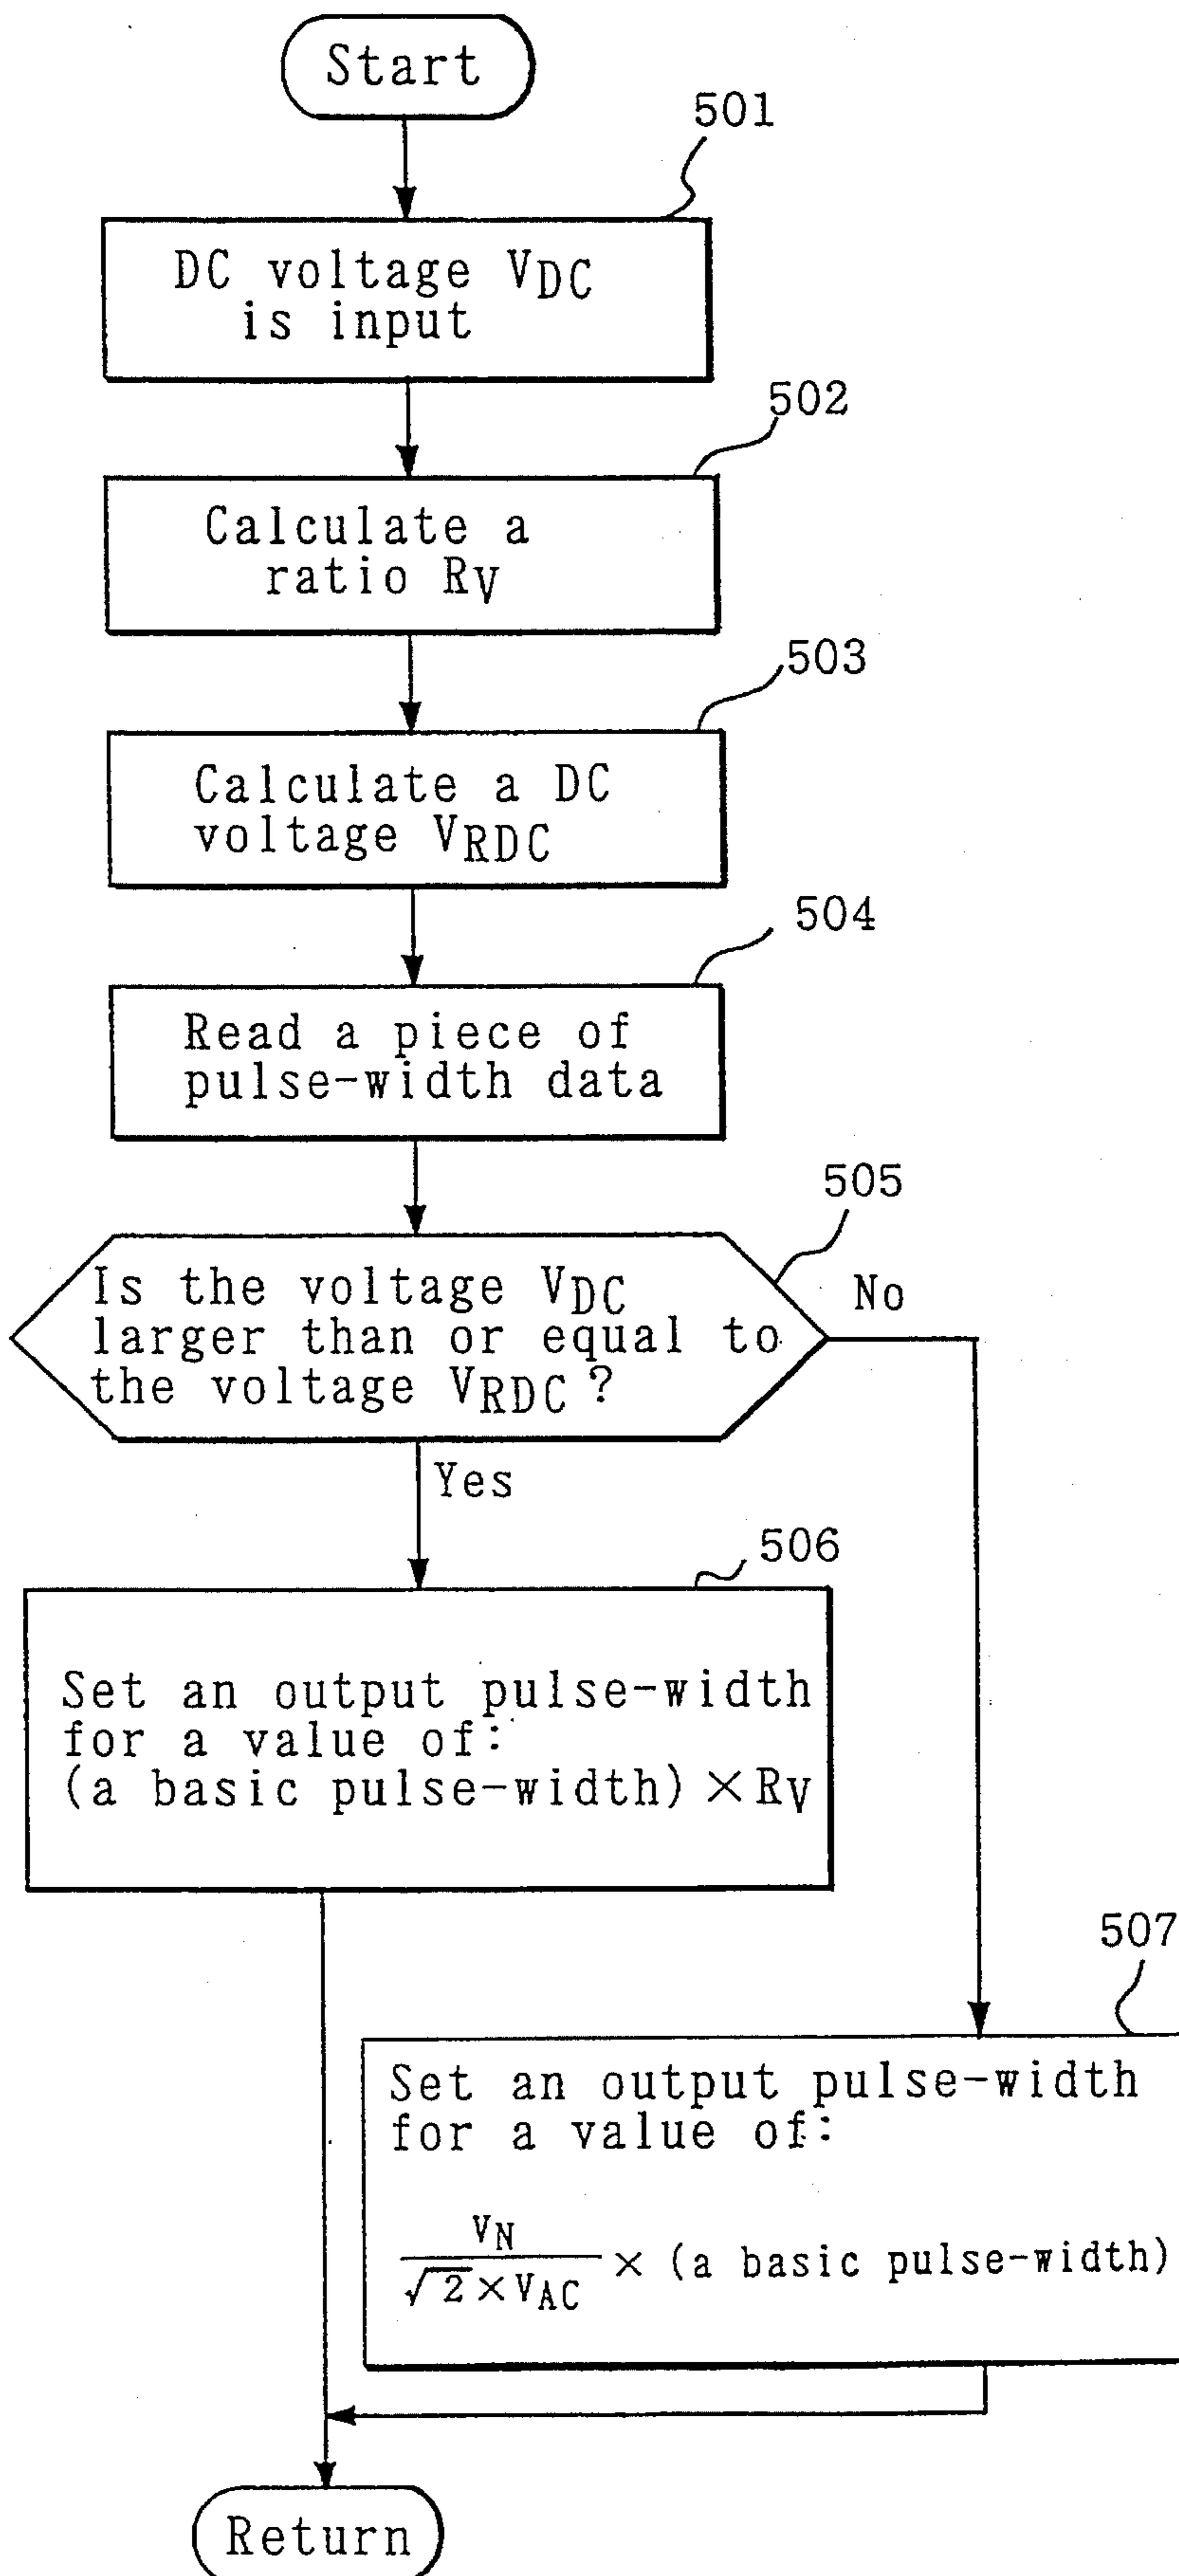 Start
501
DC voltage VDC
is input
502
Calculate a
ratio RV
503
Calculate a DC
voltage VRDC
504
Read a piece of
pulse-width data
505
Is the voltage VDC
larger than or equal to
the voltage VRDC ?
No
Yes
506
Set an output pulse-width
for a value of:
(a basic pulse-width) × RV
507
Set an output pulse-width
for a value of:
VN
√2 × VAC × (a basic pulse-width)
Return